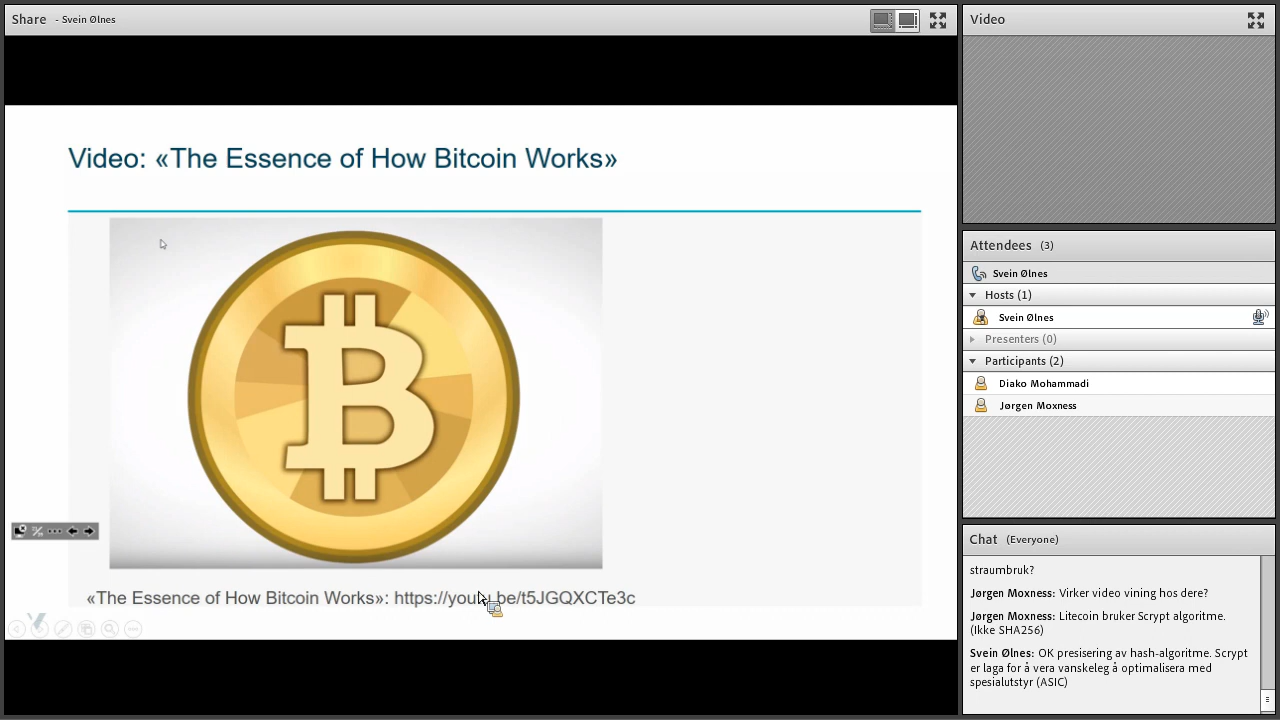 Share - Svein Ølnes
Video: «The Essence of How Bitcoin Works»
B
«The Essence of How Bitcoin Works»: https://youtu.be/t5JGQXCTe3c
Video
Attendees (3)
Svein Ølnes
Hosts (1)
Svein Ølnes
Presenters (0)
Participants (2)
Diako Mohammadi
Jørgen Moxness
Chat (Everyone)
straumbruk?
Jørgen Moxness: Virker video vining hos dere?
Jørgen Moxness: Litecoin bruker Scrypt algoritme.
(Ikke SHA256)
Svein Ølnes: OK presisering av hash-algoritme. Scrypt
er laga for å vera vanskeleg å optimalisera med
spesialutstyr (ASIC)